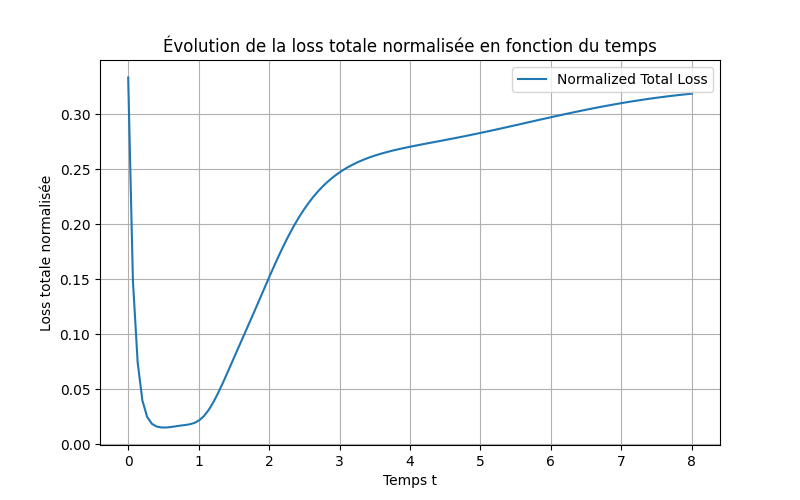 Évolution de la loss totale normalisée en fonction du temps
Normalized Total Loss
Loss totale normalisée
0.30
0.25
0.20
0.15
0.10
0.05
0.00
0 1 2 3 4 5 6 7 8
Temps t